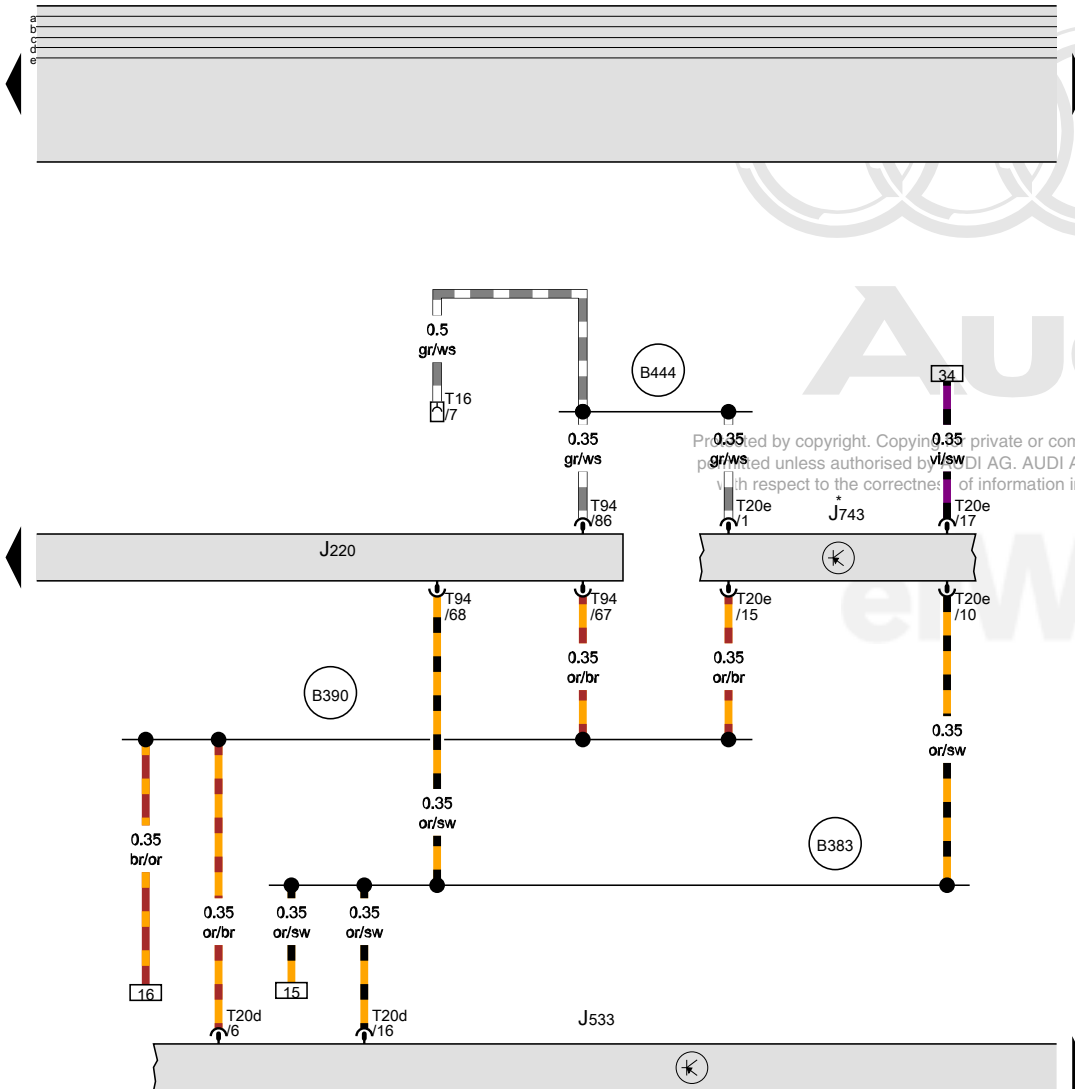 a
b
c
d
e
0.5
gr/ws
T16
/7
B444
34
Audi
0.35
gr/ws
0.35
gr/ws
0.35
vi/sw
Protected by copyright. Copying for private or com
permitted unless authorised by AUDI AG. AUDI A
with respect to the correctness of information i
T94
/86
T20e
/1
*
J743
T20e
/17
J220
T94
/68
T94
/67
T20e
/15
T20e
/10
0.35
or/br
0.35
or/br
B390
0.35
or/sw
0.35
or/sw
0.35
br/or
B383
0.35
or/br
0.35
or/sw
0.35
or/sw
16
15
T20d
/6
T20d
/16
J533